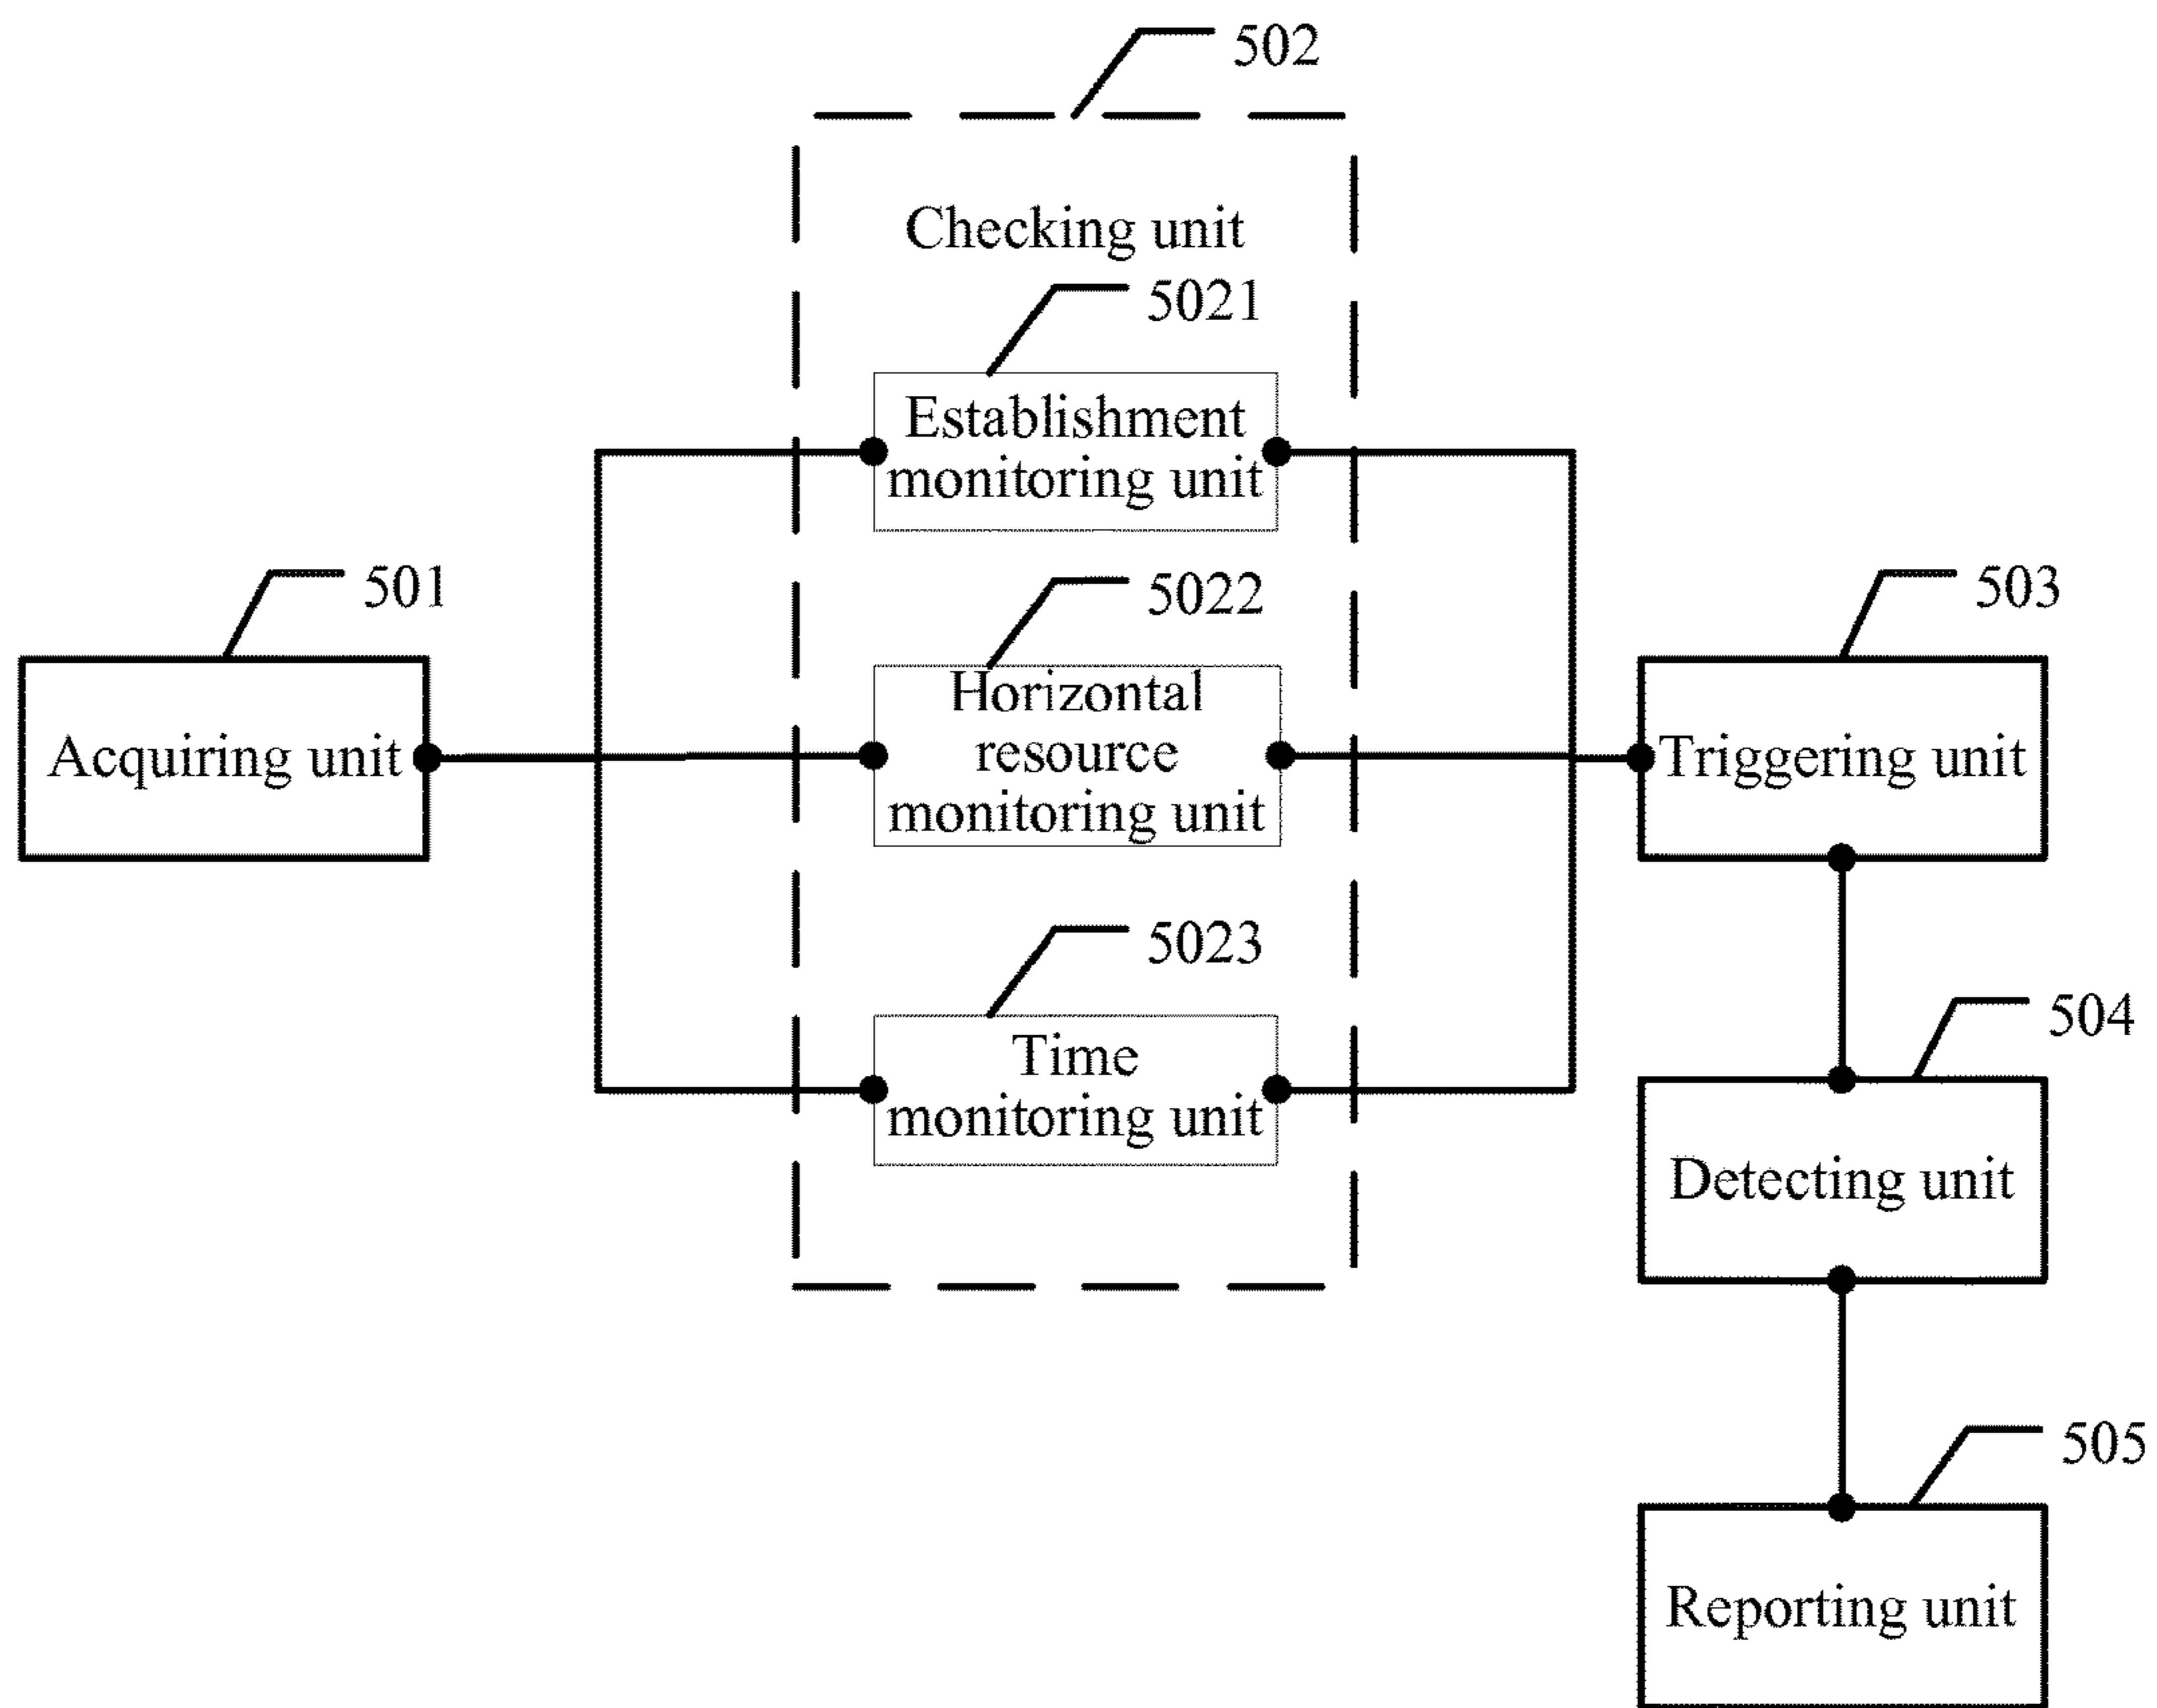 502
Checking unit
5021
Establishment
monitoring unit
501
5022
503
Acquiring unit
Horizontal
resource
monitoring unit
Triggering unit
5023
504
Time
monitoring unit
Detecting unit
505
Reporting unit